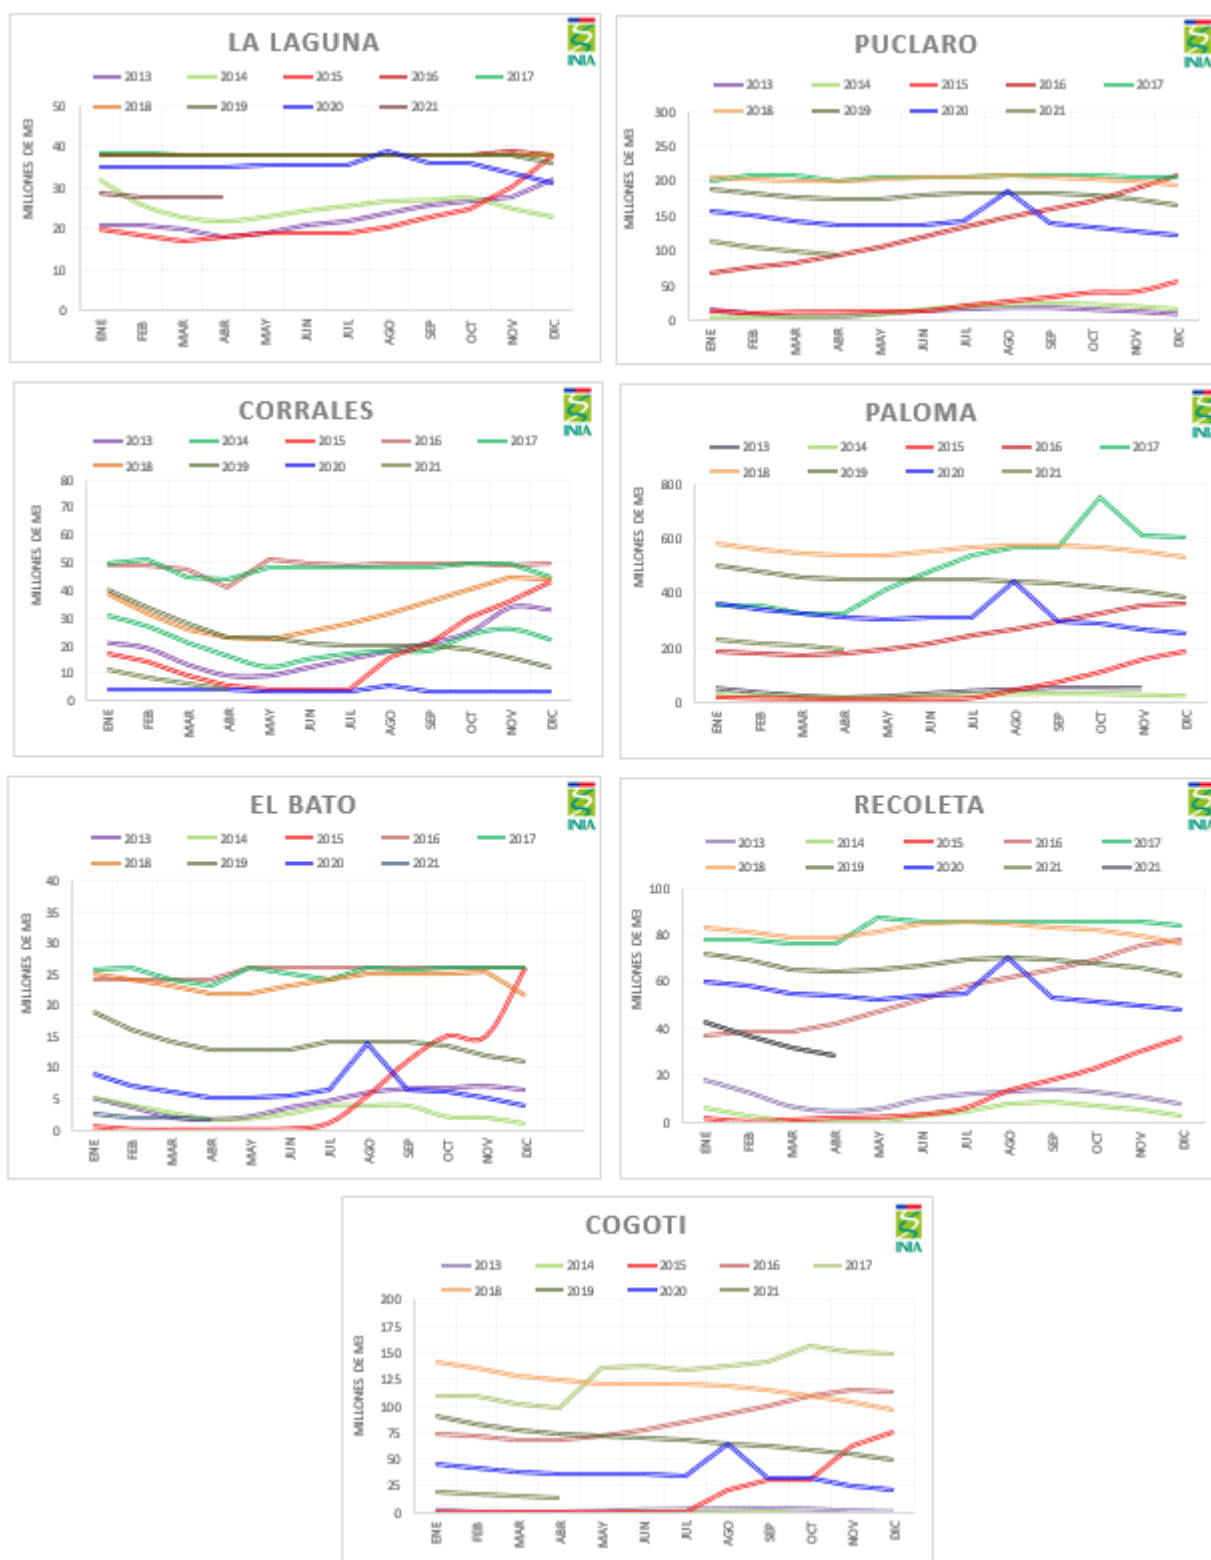 LA LAGUNA
INIA
2013 2014 2015 2016 2017
2018 2019 2020 2021
MILLONES DE M3
50
40
30
20
10
0
ENE FEB MAR ABR MAY JUN JUL AGO SEP OCT NOV DIC
PUCLARO
INIA
2013 2014 2015 2016 2017
2018 2019 2020 2021
MILLONES DE M3
300
250
200
150
100
50
0
ENE FEB MAR ABR MAY JUN JUL AGO SEP OCT NOV DIC
CORRALES
INIA
2013 2014 2015 2016 2017
2018 2019 2020 2021
MILLONES DE M3
80
70
60
50
40
30
20
10
0
ENE FEB MAR ABR MAY JUN JUL AGO SEP OCT NOV DIC
PALOMA
INIA
2013 2014 2015 2016 2017
2018 2019 2020 2021
MILLONES DE M3
800
600
400
200
0
ENE FEB MAR ABR MAY JUN JUL AGO SEP OCT NOV DIC
EL BATO
INIA
2013 2014 2015 2016 2017
2018 2019 2020 2021
MILLONES DE M3
40
35
30
25
20
15
10
5
0
ENE FEB MAR ABR MAY JUN JUL AGO SEP OCT NOV DIC
RECOLETA
INIA
2013 2014 2015 2016 2017
2018 2019 2020 2021 2021
MILLONES DE M3
100
80
60
40
20
0
ENE FEB MAR ABR MAY JUN JUL AGO SEP OCT NOV DIC
COGOTI
INIA
2013 2014 2015 2016 2017
2018 2019 2020 2021
MILLONES DE M3
200
175
150
125
100
75
50
25
0
ENE FEB MAR ABR MAY JUN JUL AGO SEP OCT NOV DIC